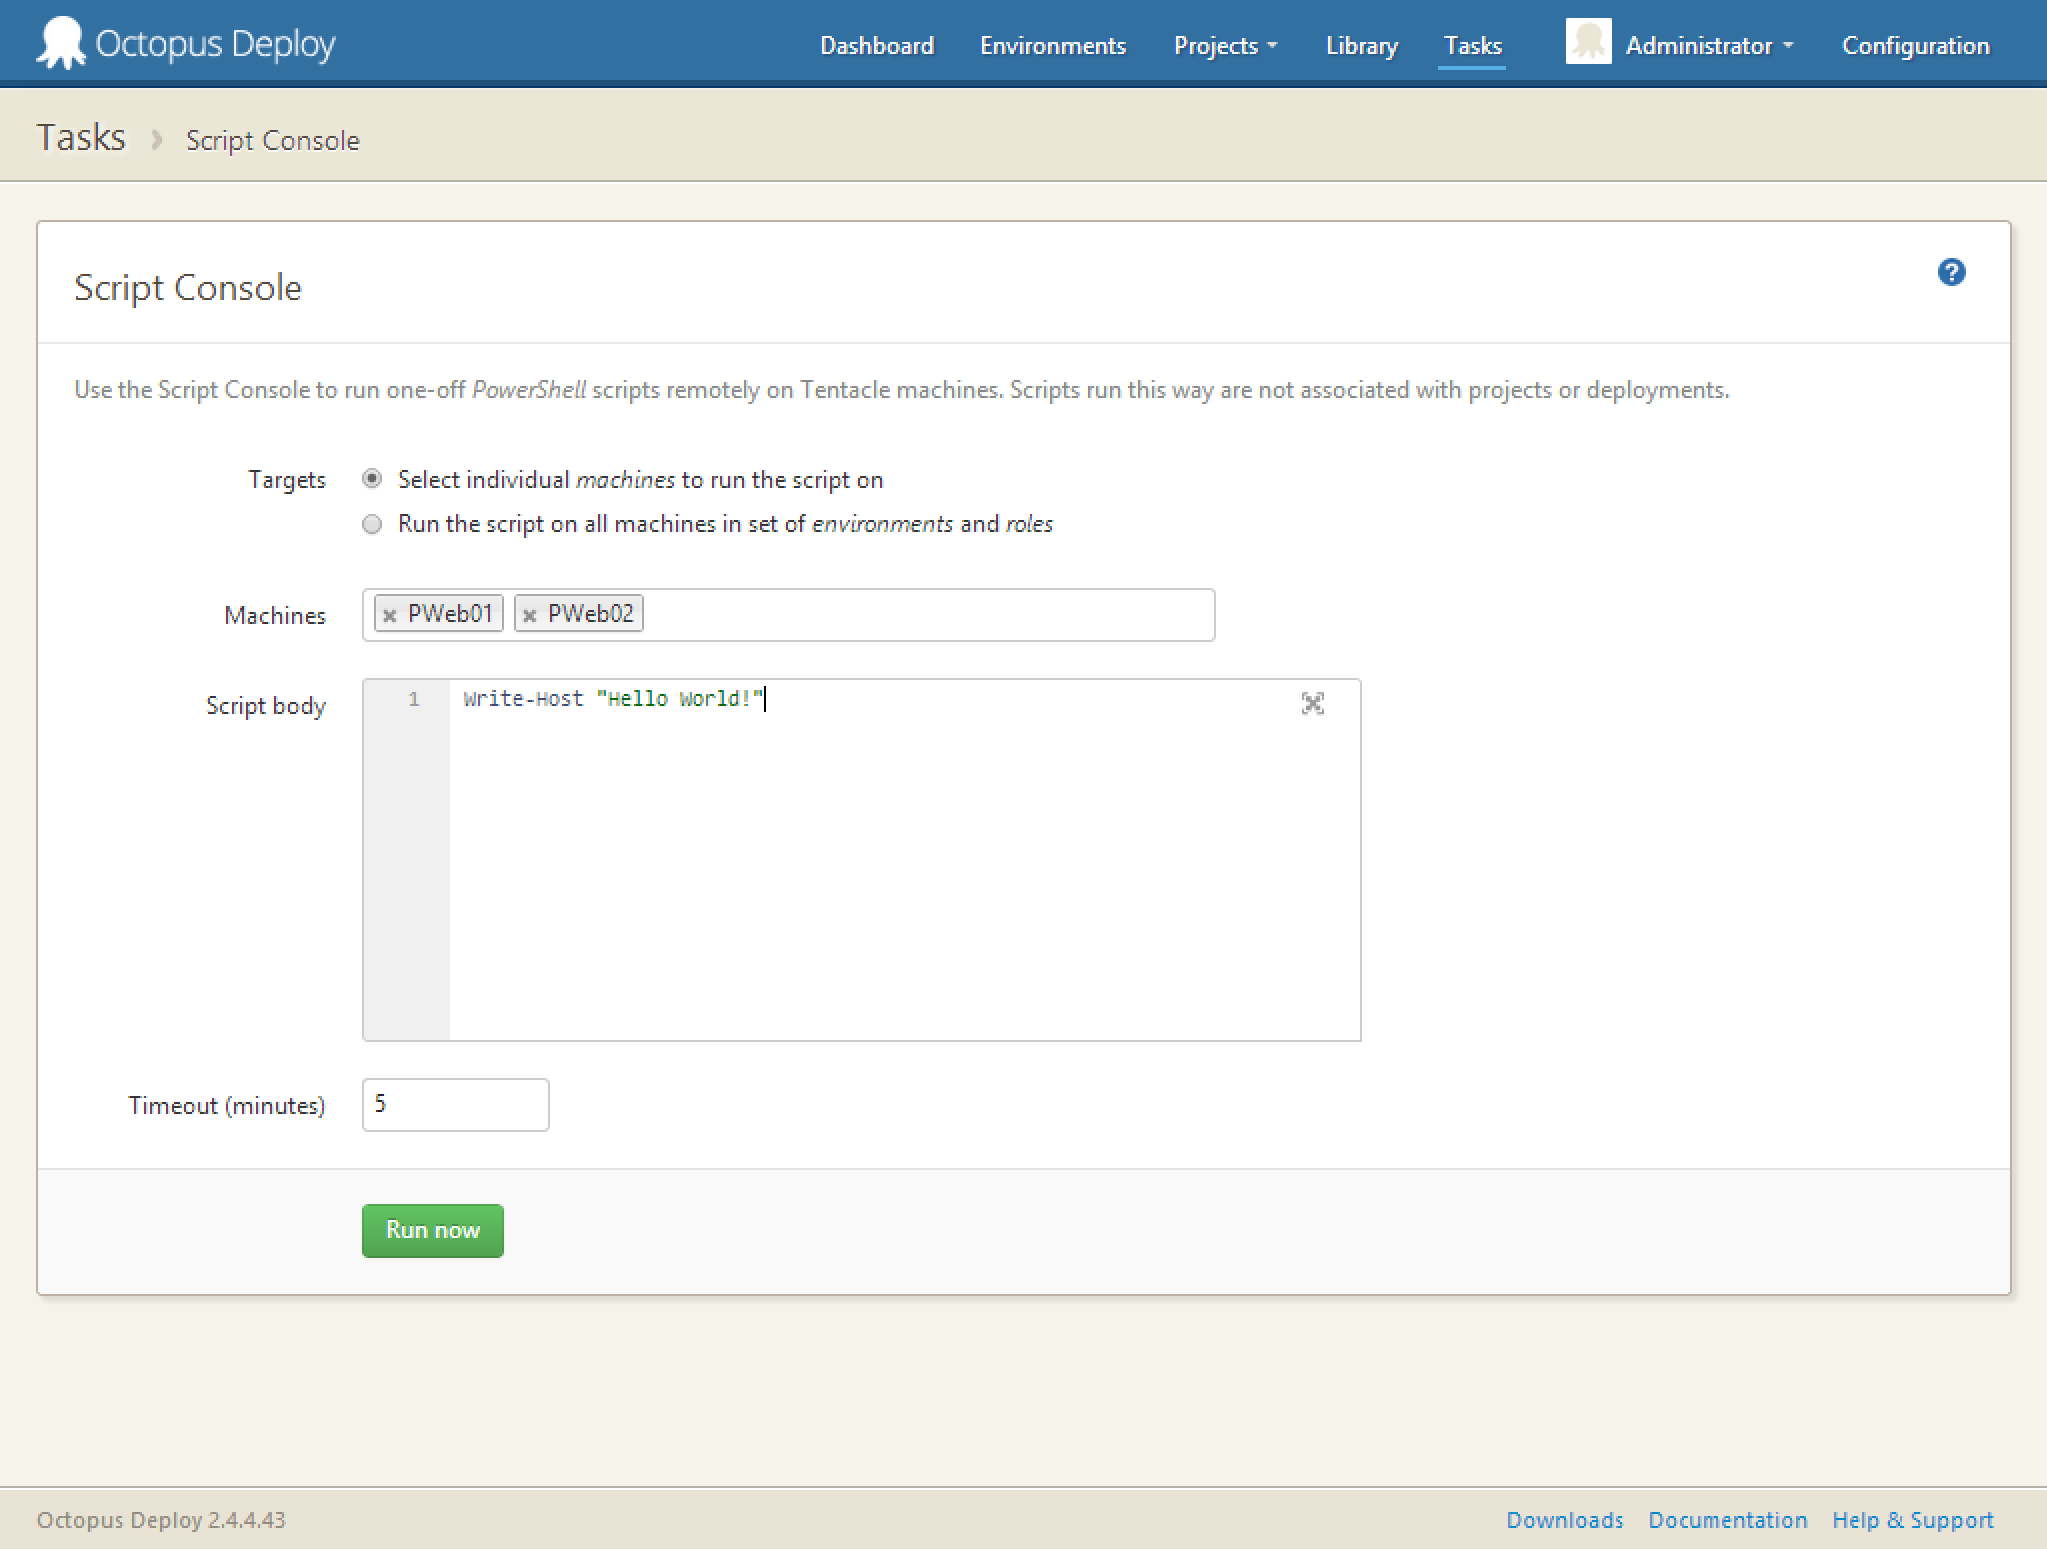 Octopus Deploy
Dashboard Environments Projects Library Tasks Administrator Configuration
Tasks Script Console
Script Console
Use the Script Console to run one-off PowerShell scripts remotely on Tentacle machines. Scripts run this way are not associated with projects or deployments.
Targets Select individual machines to run the script on
Run the script on all machines in set of environments and roles
Machines PWeb01 PWeb02
Script body 1 Write-Host "Hello World!"
Timeout (minutes) 5
Run now
Octopus Deploy 2.4.4.43 Downloads Documentation Help & Support